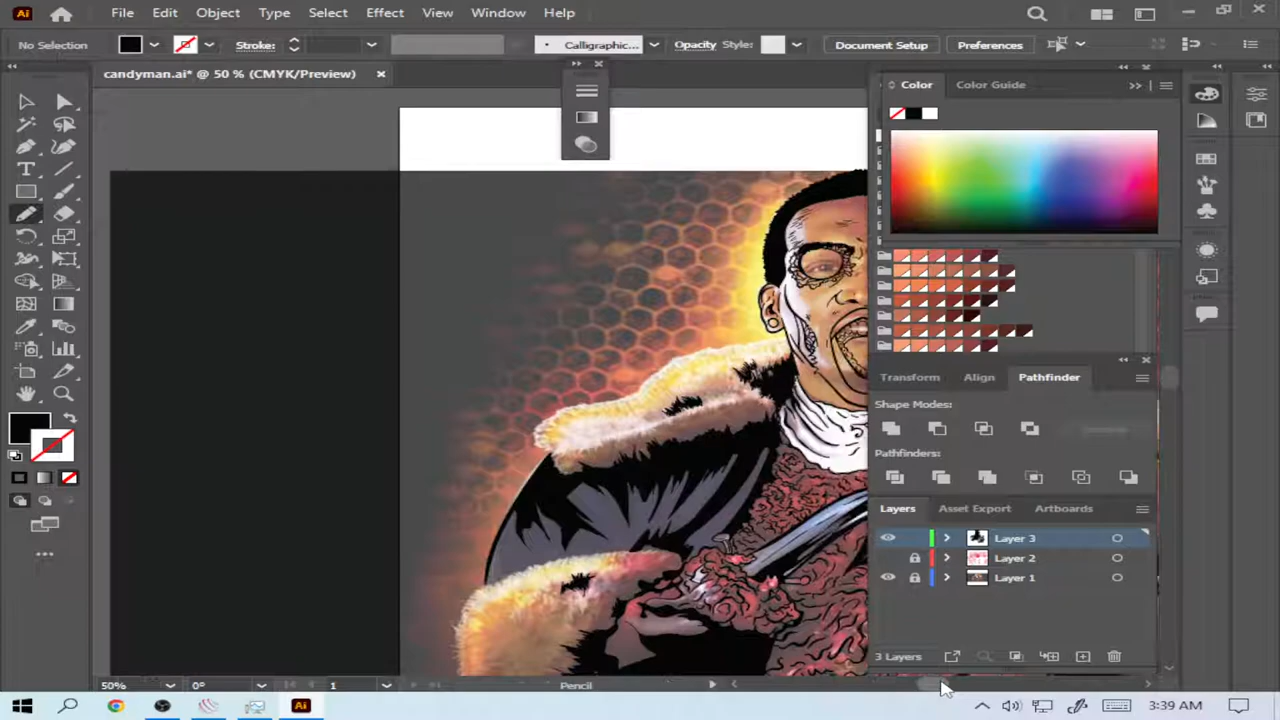 Ai File Edit Object Type Select Effect View Window Help
No Selection Stroke: Calligraphic... Opacity Style: Document Setup Preferences
candyman.ai* @ 50 % (CMYK/Preview) ×
Color Color Guide
Transform Align Pathfinder
Shape Modes:
Pathfinders:
Layers Asset Export Artboards
Layer 3
Layer 2
Layer 1
3 Layers
50% 0° 1 Pencil
Ai 3:39 AM